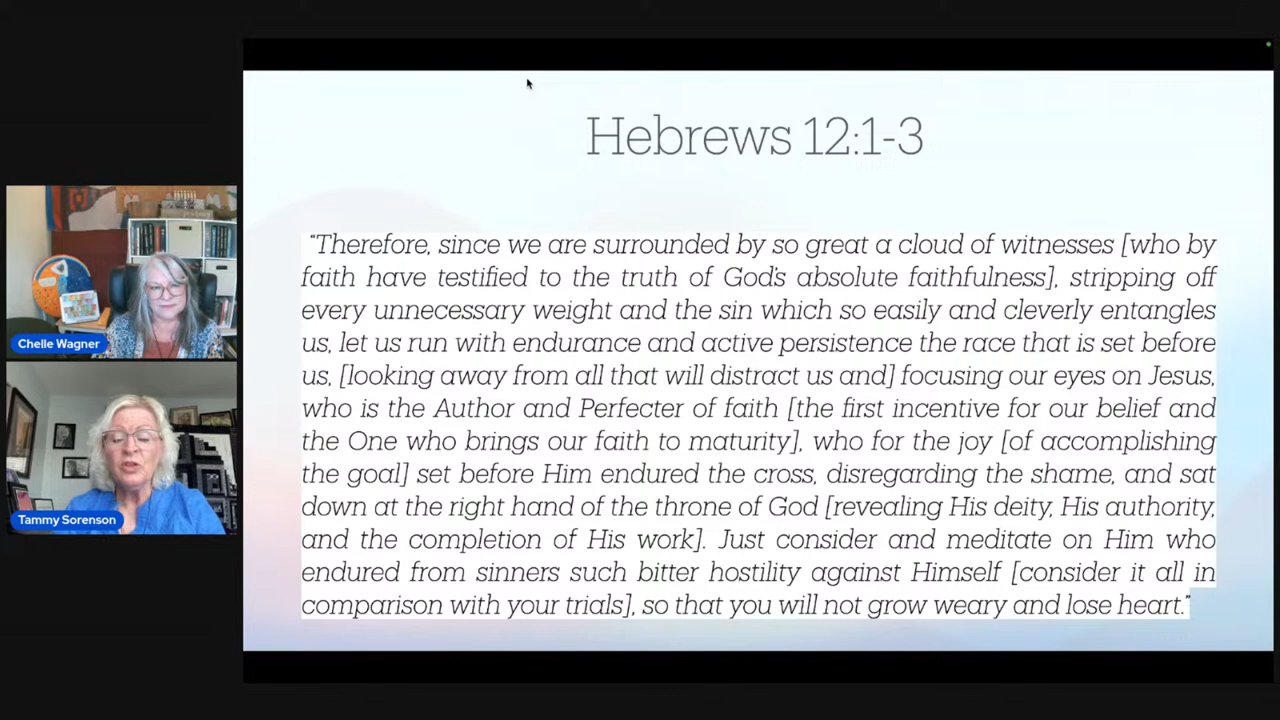 Hebrews 12:1-3
“Therefore, since we are surrounded by so great a cloud of witnesses [who by
faith have testified to the truth of God's absolute faithfulness], stripping off
every unnecessary weight and the sin which so easily and cleverly entangles
us, let us run with endurance and active persistence the race that is set before
us, [looking away from all that will distract us and] focusing our eyes on Jesus,
who is the Author and Perfecter of faith [the first incentive for our belief and
the One who brings our faith to maturity], who for the joy [of accomplishing
the goal] set before Him endured the cross, disregarding the shame, and sat
down at the right hand of the throne of God [revealing His deity, His authority,
and the completion of His work]. Just consider and meditate on Him who
endured from sinners such bitter hostility against Himself [consider it all in
comparison with your trials], so that you will not grow weary and lose heart.”
Chelle Wagner
Tammy Sorenson